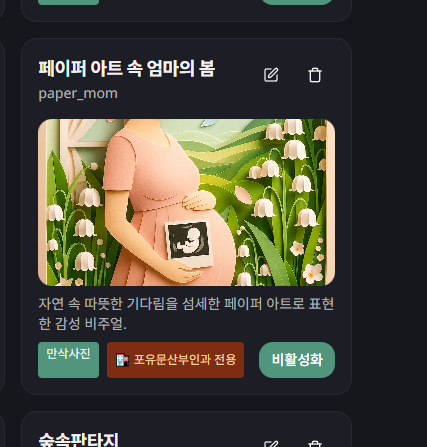 페이퍼 아트 속 엄마의 봄
paper_mom
자연 속 따뜻한 기다림을 섬세한 페이퍼 아트로 표현
한 감성 비주얼.
만삭사진
포유문산부인과 전용
비활성화
숲속판타지